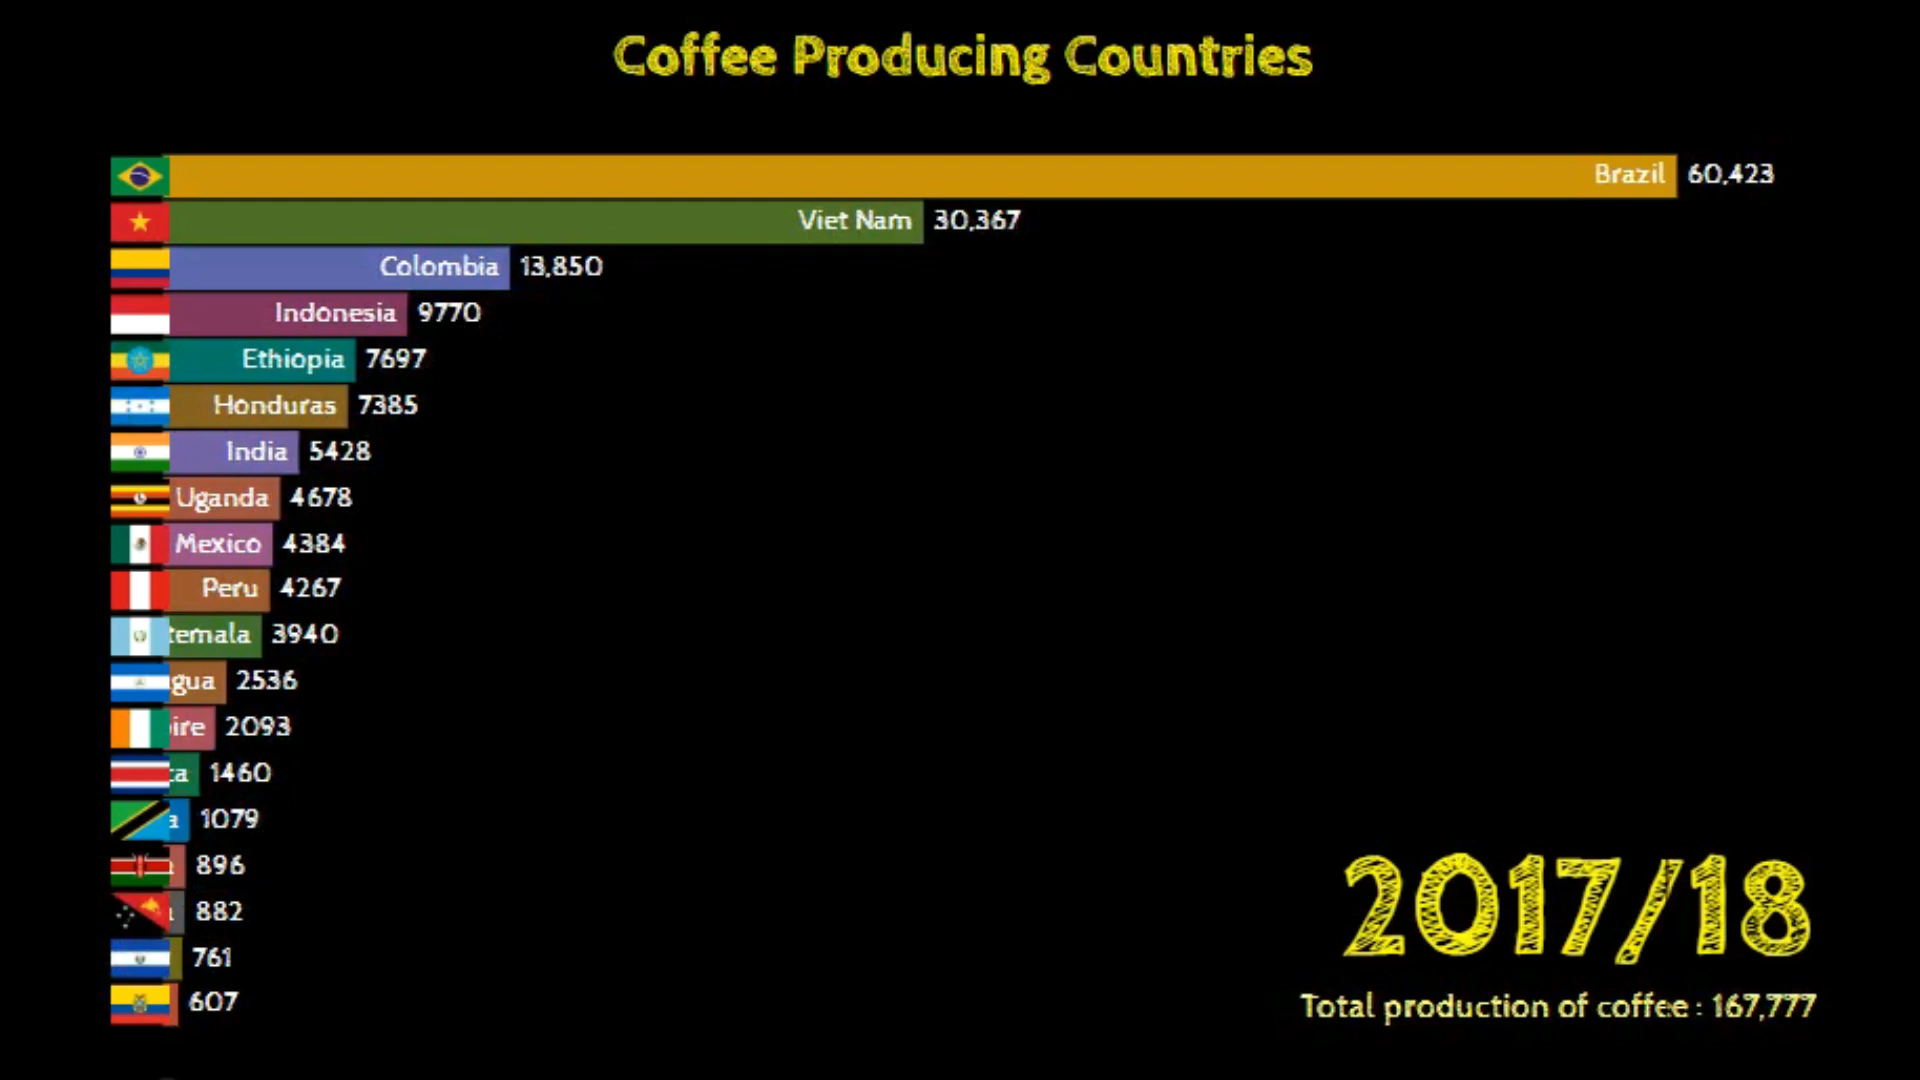 Coffee Producing Countries
Brazil 60,423
Viet Nam 30,367
Colombia 13,850
Indonesia 9770
Ethiopia 7697
Honduras 7385
India 5428
Uganda 4678
Mexico 4384
Peru 4267
temala 3940
gua 2536
ire 2093
ca 1460
a 1079
896
882
761
607
2017/18
Total production of coffee : 167,777